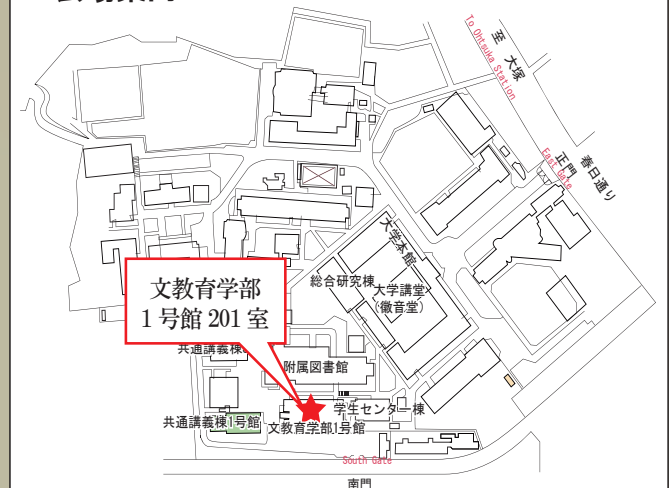 至 大塚
To Ohtsuka Station
春日通り
正門
East Gate
大学本館
総合研究棟
大学講堂
（徽音堂）
文教育学部
1 号館 201 室
共通講義棟
附属図書館
学生センター棟
共通講義棟1号館
文教育学部1号館
South Gate
南門